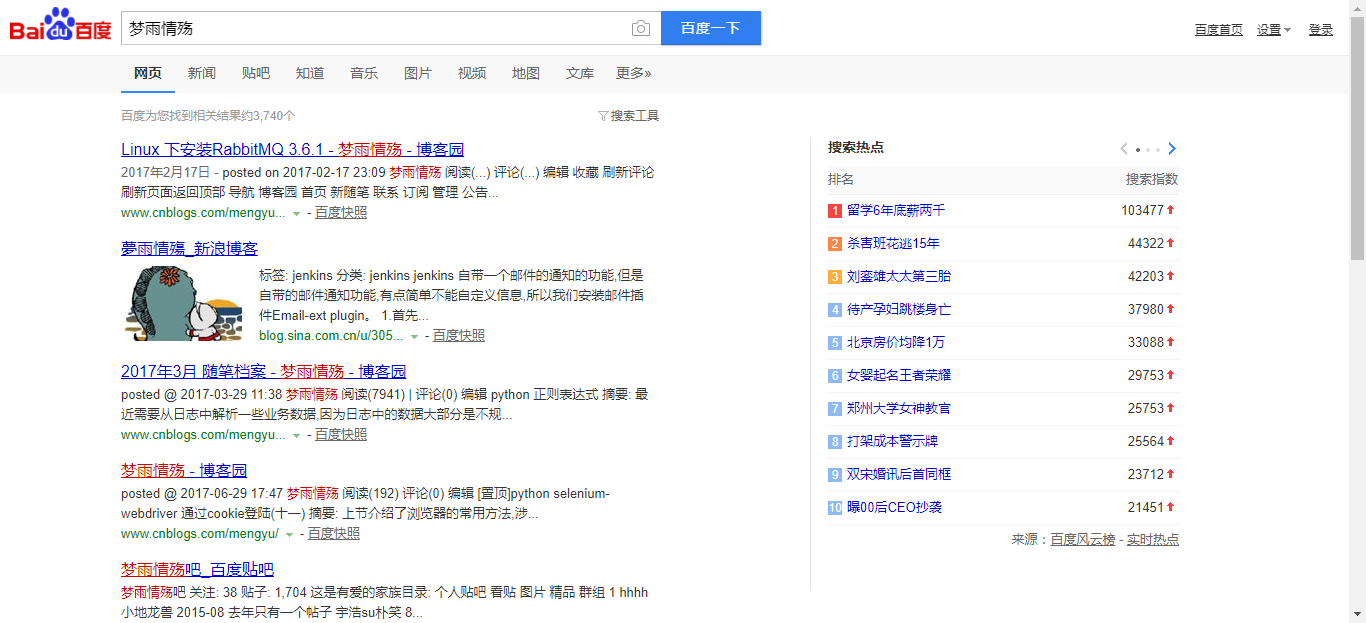 Bai du 百度
梦雨情殇
百度一下
百度首页 设置 登录
网页 新闻 贴吧 知道 音乐 图片 视频 地图 文库 更多»
百度为您找到相关结果约3,740个
搜索工具
Linux 下安装RabbitMQ 3.6.1 - 梦雨情殇 - 博客园
2017年2月17日 - posted on 2017-02-17 23:09 梦雨情殇 阅读(...) 评论(...) 编辑 收藏 刷新评论
刷新页面返回顶部 导航 博客园 首页 新随笔 联系 订阅 管理 公告...
www.cnblogs.com/mengyu... - 百度快照
夢雨情殤_新浪博客
标签: jenkins 分类: jenkins jenkins 自带一个邮件的通知的功能,但是
自带的邮件通知功能,有点简单不能自定义信息,所以我们安装邮件插
件Email-ext plugin。 1.首先...
blog.sina.com.cn/u/305... - 百度快照
2017年3月 随笔档案 - 梦雨情殇 - 博客园
posted @ 2017-03-29 11:38 梦雨情殇 阅读(7941) | 评论(0) 编辑 python 正则表达式 摘要: 最
近需要从日志中解析一些业务数据,因为日志中的数据大部分是不规...
www.cnblogs.com/mengyu... - 百度快照
梦雨情殇 - 博客园
posted @ 2017-06-29 17:47 梦雨情殇 阅读(192) 评论(0) 编辑 [置顶]python selenium-
webdriver 通过cookie登陆(十一) 摘要: 上节介绍了浏览器的常用方法,涉...
www.cnblogs.com/mengyu/ - 百度快照
梦雨情殇吧_百度贴吧
梦雨情殇吧 关注: 38 贴子: 1,704 这是有爱的家族目录: 个人贴吧 看贴 图片 精品 群组 1 hhhh
小地龙兽 2015-08 去年只有一个帖子 宇浩su朴笑 8...
搜索热点
排名 搜索指数
1 留学6年底薪两千 103477
2 杀害班花逃15年 44322
3 刘銮雄太太第三胎 42203
4 待产孕妇跳楼身亡 37980
5 北京房价均降1万 33088
6 女婴起名王者荣耀 29753
7 郑州大学女神教官 25753
8 打架成本警示牌 25564
9 双宋婚讯后首同框 23712
10 曝00后CEO抄袭 21451
来源：百度风云榜 - 实时热点